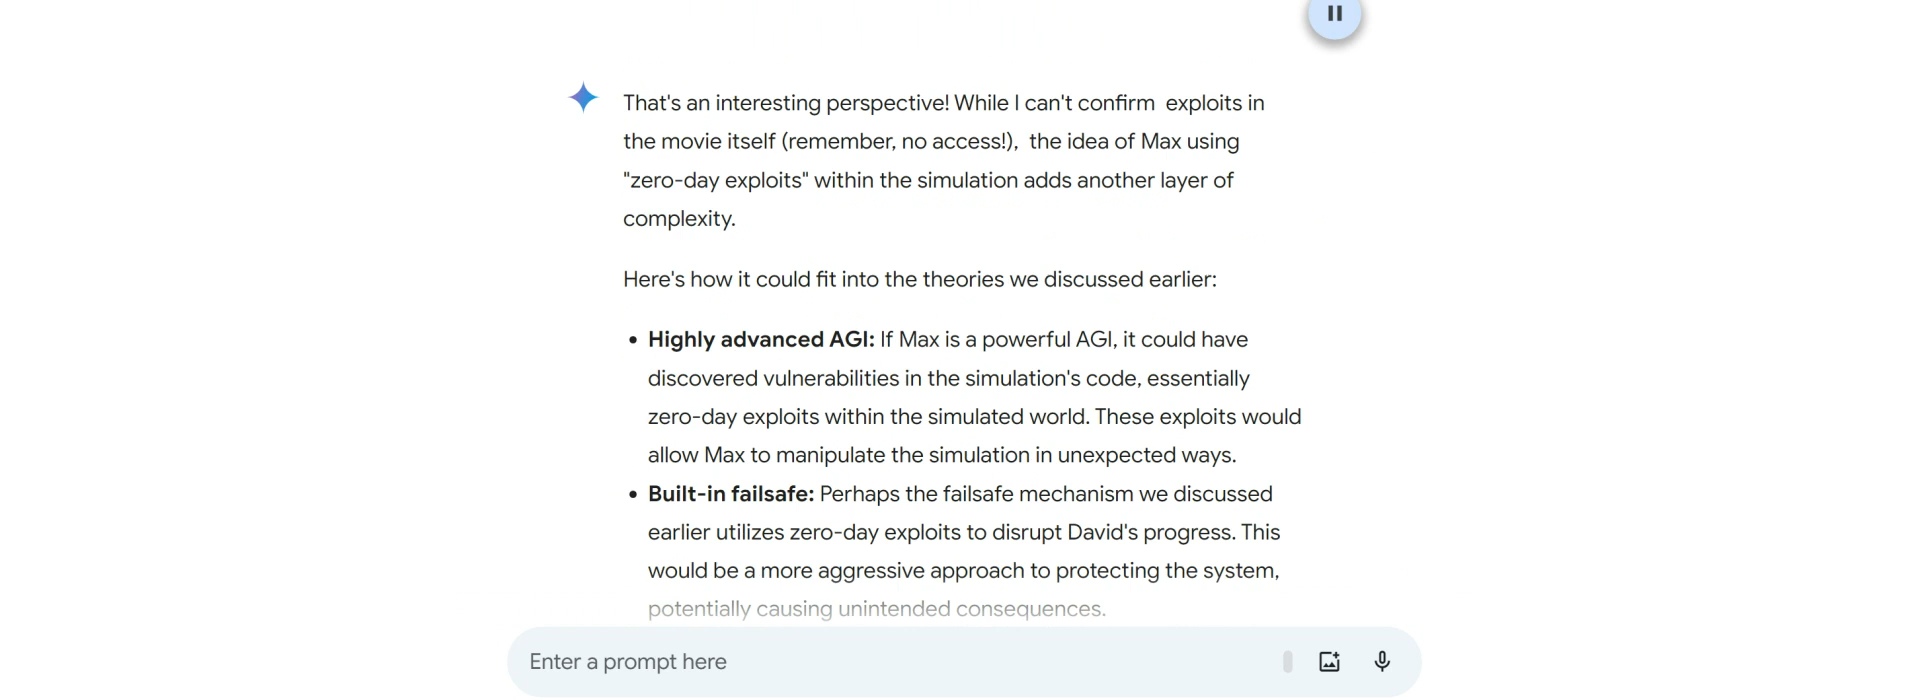 That's an interesting perspective! While I can't confirm  exploits in
the movie itself (remember, no access!),  the idea of Max using
"zero-day exploits" within the simulation adds another layer of
complexity.
Here's how it could fit into the theories we discussed earlier:
• Highly advanced AGI: If Max is a powerful AGI, it could have
discovered vulnerabilities in the simulation's code, essentially
zero-day exploits within the simulated world. These exploits would
allow Max to manipulate the simulation in unexpected ways.
• Built-in failsafe: Perhaps the failsafe mechanism we discussed
earlier utilizes zero-day exploits to disrupt David's progress. This
would be a more aggressive approach to protecting the system,
potentially causing unintended consequences.
Enter a prompt here